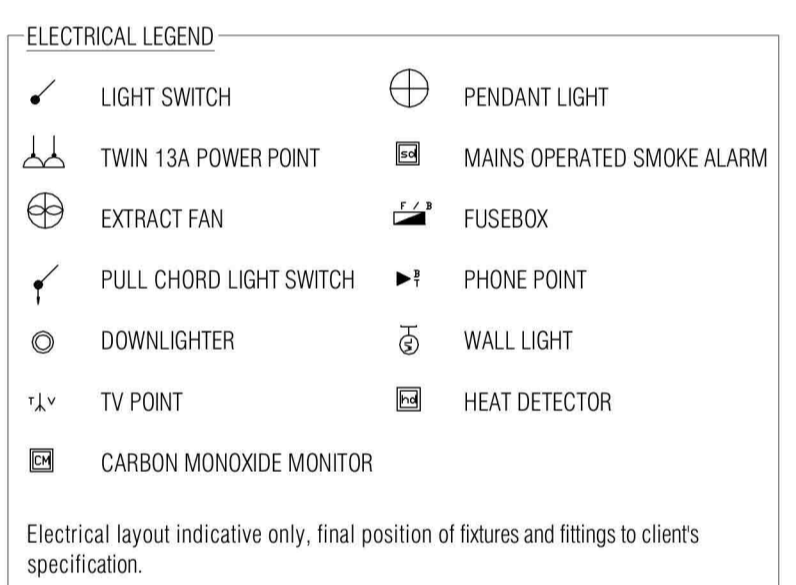 ELECTRICAL LEGEND
LIGHT SWITCH
PENDANT LIGHT
TWIN 13A POWER POINT
sd
MAINS OPERATED SMOKE ALARM
EXTRACT FAN
F / B
FUSEBOX
PULL CHORD LIGHT SWITCH
BT
PHONE POINT
DOWNLIGHTER
WALL LIGHT
T V
TV POINT
hd
HEAT DETECTOR
CM
CARBON MONOXIDE MONITOR
Electrical layout indicative only, final position of fixtures and fittings to client's
specification.